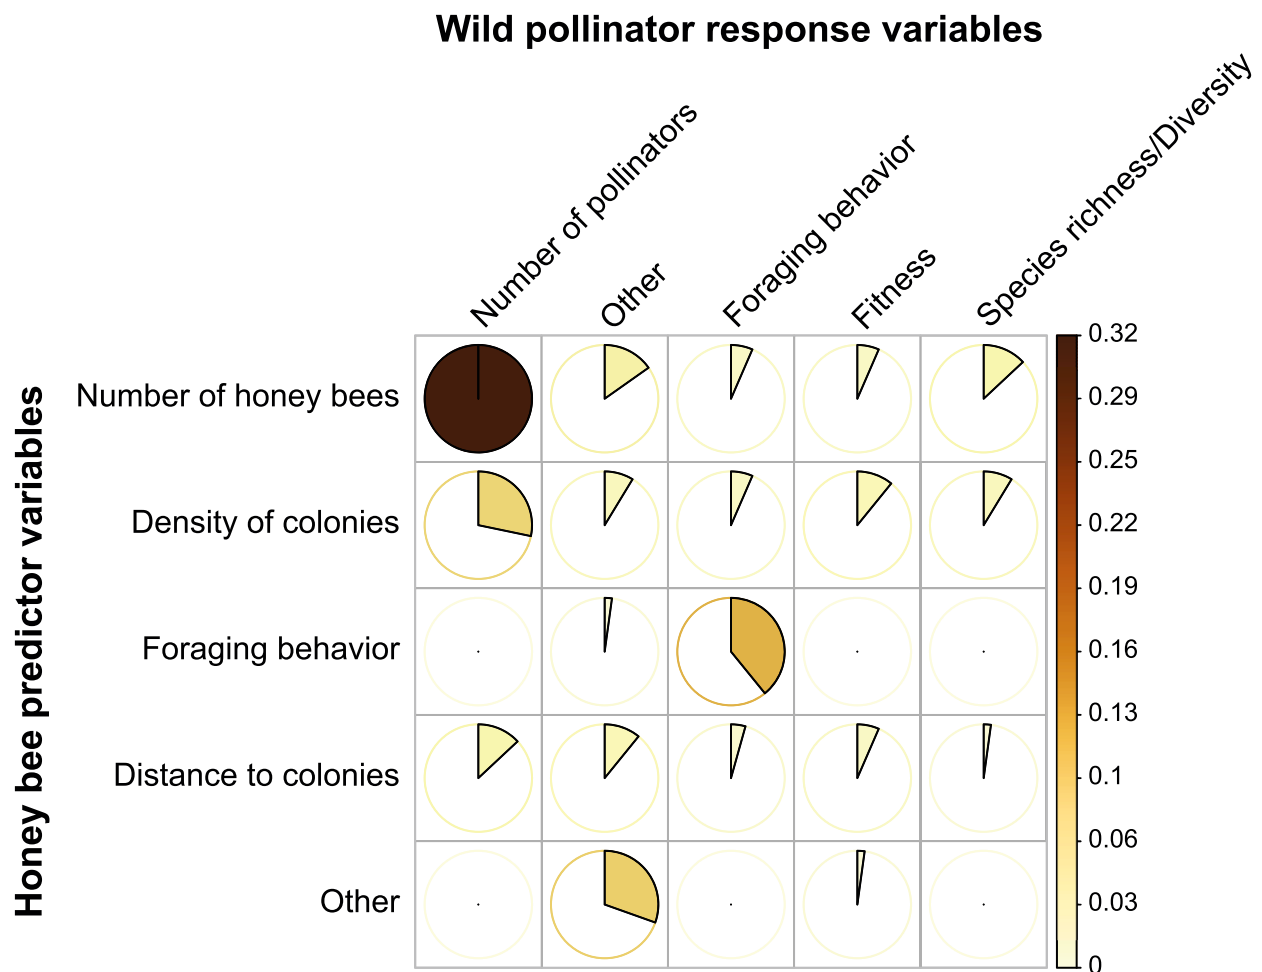 Wild pollinator response variables
Number of pollinators
Other
Foraging behavior
Fitness
Species richness/Diversity
Honey bee predictor variables
Number of honey bees
Density of colonies
Foraging behavior
Distance to colonies
Other
0.32
0.29
0.25
0.22
0.19
0.16
0.13
0.1
0.06
0.03
0